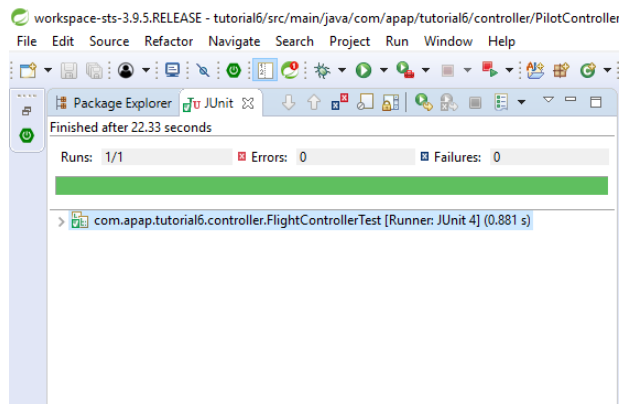 workspace-sts-3.9.5.RELEASE - tutorial6/src/main/java/com/apap/tutorial6/controller/PilotController
File Edit Source Refactor Navigate Search Project Run Window Help
Package Explorer JU JUnit
Finished after 22.33 seconds
Runs: 1/1 Errors: 0 Failures: 0
com.apap.tutorial6.controller.FlightControllerTest [Runner: JUnit 4] (0.881 s)